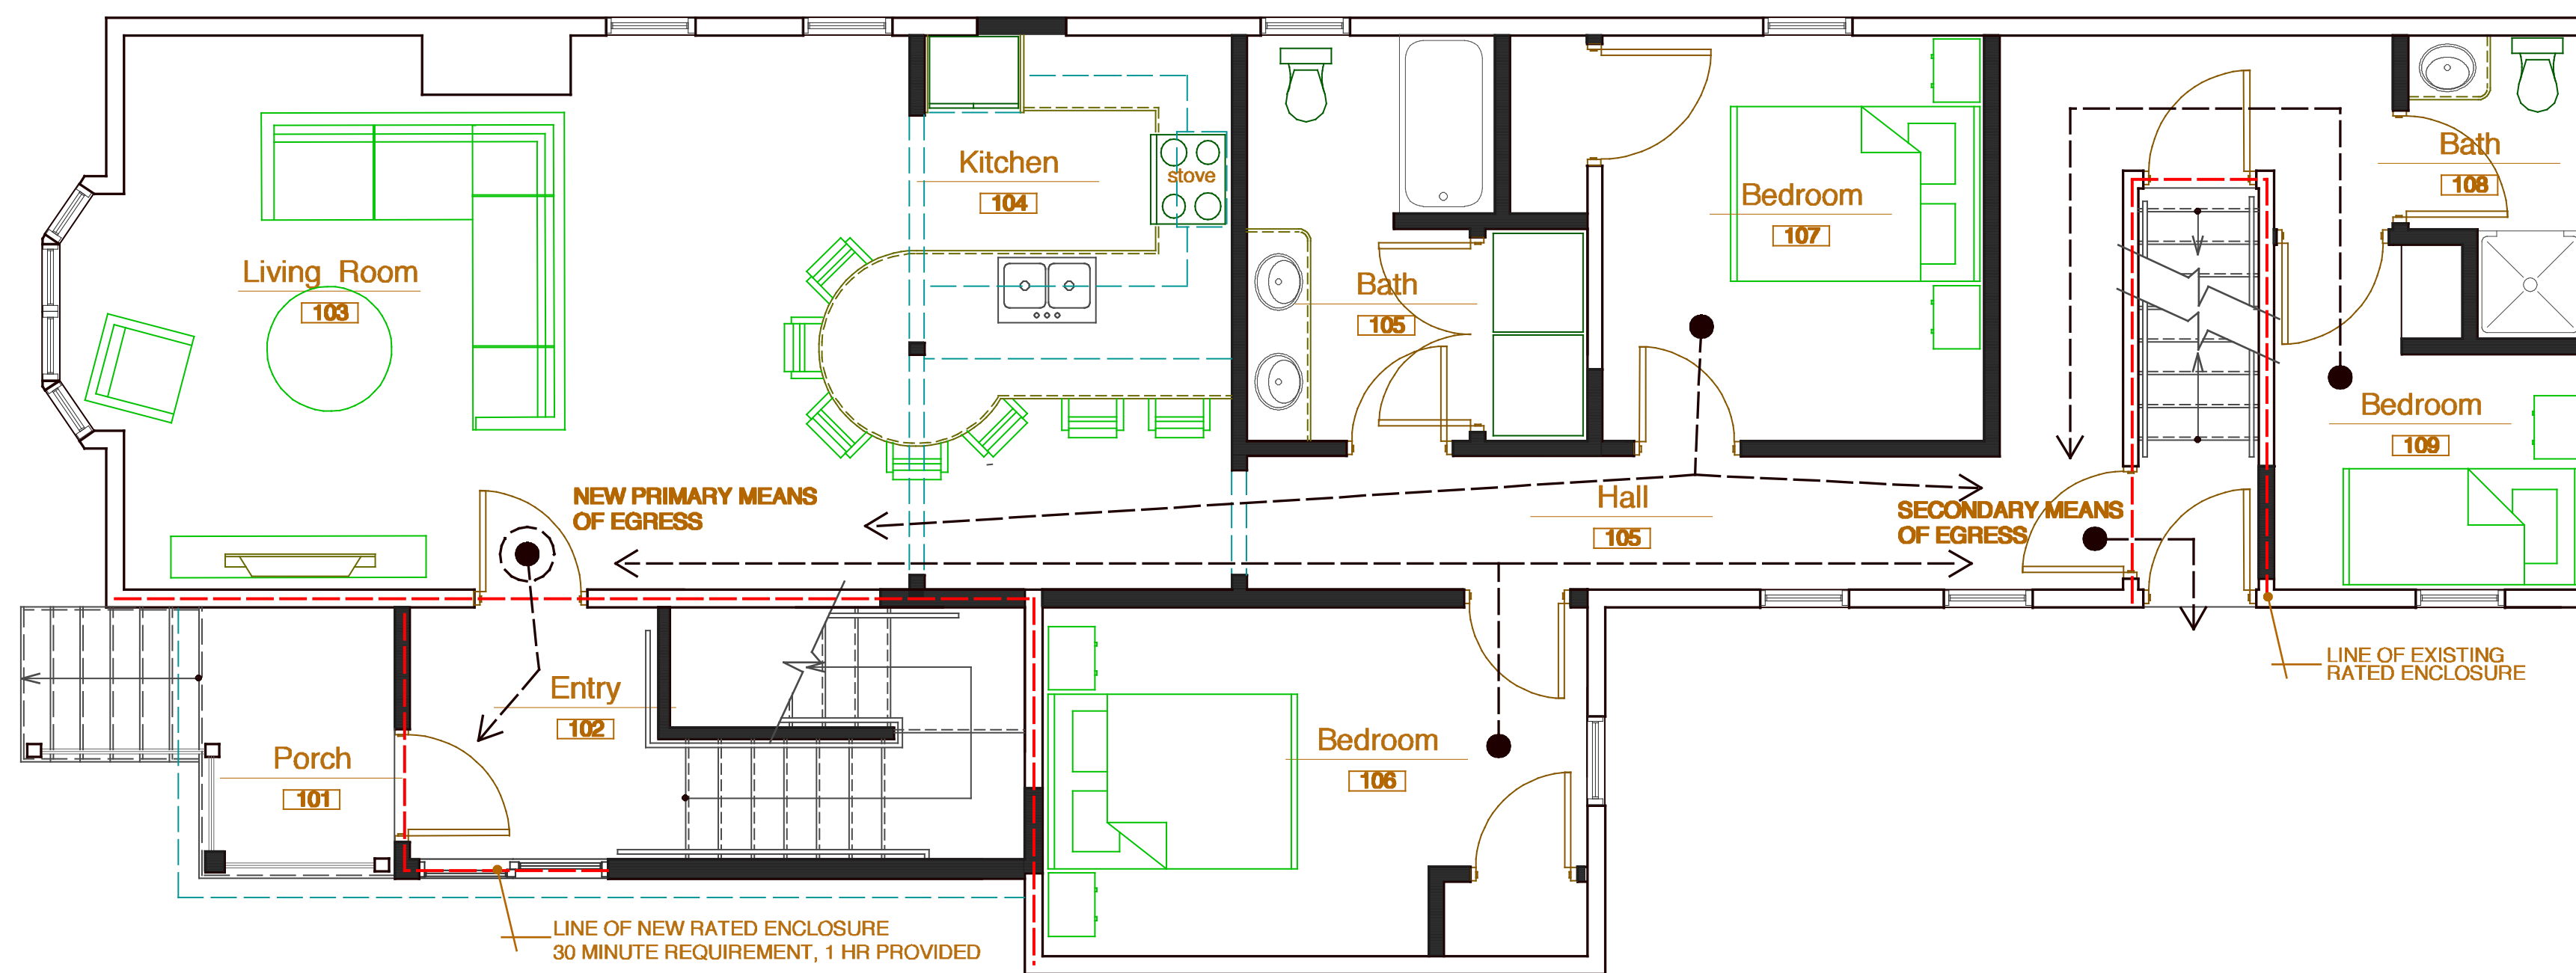 Living Room
103
Kitchen
104
stove
Bath
105
Bedroom
107
Bath
108
Bedroom
109
NEW PRIMARY MEANS
OF EGRESS
Hall
105
SECONDARY MEANS
OF EGRESS
LINE OF EXISTING
RATED ENCLOSURE
Entry
102
Porch
101
Bedroom
106
LINE OF NEW RATED ENCLOSURE
30 MINUTE REQUIREMENT, 1 HR PROVIDED